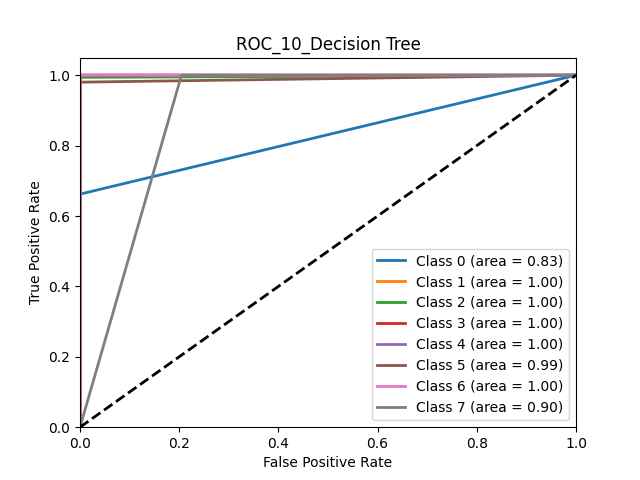 ROC_10_Decision Tree
True Positive Rate
1.0
0.8
0.6
0.4
0.2
0.0
0.0 0.2 0.4 0.6 0.8 1.0
False Positive Rate
Class 0 (area = 0.83)
Class 1 (area = 1.00)
Class 2 (area = 1.00)
Class 3 (area = 1.00)
Class 4 (area = 1.00)
Class 5 (area = 0.99)
Class 6 (area = 1.00)
Class 7 (area = 0.90)